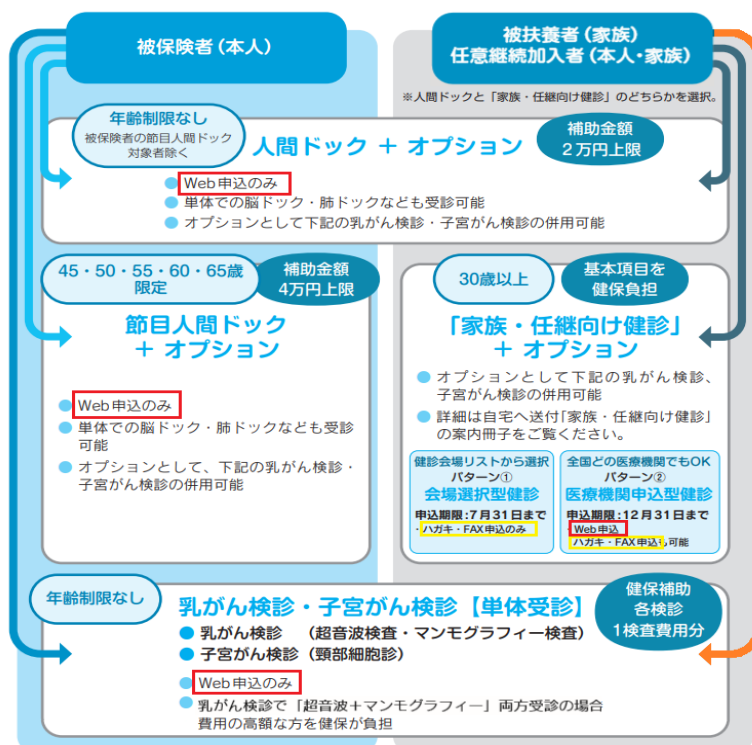 被保険者（本人）
被扶養者（家族）
任意継続加入者（本人・家族）
※人間ドックと「家族・任継向け健診」のどちらかを選択。
年齢制限なし
被保険者の節目人間ドック
対象者除く
人間ドック ＋ オプション
補助金額
2万円上限
● Web申込のみ
● 単体での脳ドック・肺ドックなども受診可能
● オプションとして下記の乳がん検診・子宮がん検診の併用可能
45・50・55・60・65歳
限定
補助金額
4万円上限
節目人間ドック
＋ オプション
● Web申込のみ
● 単体での脳ドック・肺ドックなども受診
可能
● オプションとして、下記の乳がん検診・
子宮がん検診の併用可能
30歳以上
基本項目を
健保負担
「家族・任継向け健診」
＋ オプション
● オプションとして下記の乳がん検診、
子宮がん検診の併用可能
● 詳細は自宅へ送付「家族・任継向け健診」
の案内冊子をご覧ください。
健診会場リストから選択
パターン①
会場選択型健診
申込期限：7月31日まで
・ハガキ・FAX申込のみ
全国どの医療機関でもOK
パターン②
医療機関申込型健診
申込期限：12月31日まで
・Web申込
ハガキ・FAX申込も可能
年齢制限なし
乳がん検診・子宮がん検診【単体受診】
健保補助
各検診
1検査費用分
● 乳がん検診 （超音波検査・マンモグラフィー検査）
● 子宮がん検診（頸部細胞診）
● Web申込のみ
● 乳がん検診で「超音波＋マンモグラフィー」両方受診の場合
費用の高額な方を健保が負担